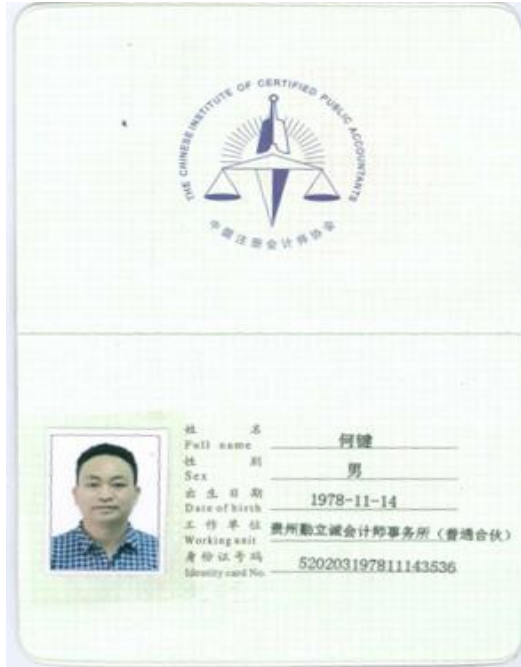 THE CHINESE INSTITUTE OF CERTIFIED PUBLIC ACCOUNTANTS
中国注册会计师协会
姓 名 何键
Full name
性 别 男
Sex
出生日期 1978-11-14
Date of birth
工作单位 贵州勤立诚会计师事务所（普通合伙）
Working unit
身份证号码 520203197811143536
Identity card No.